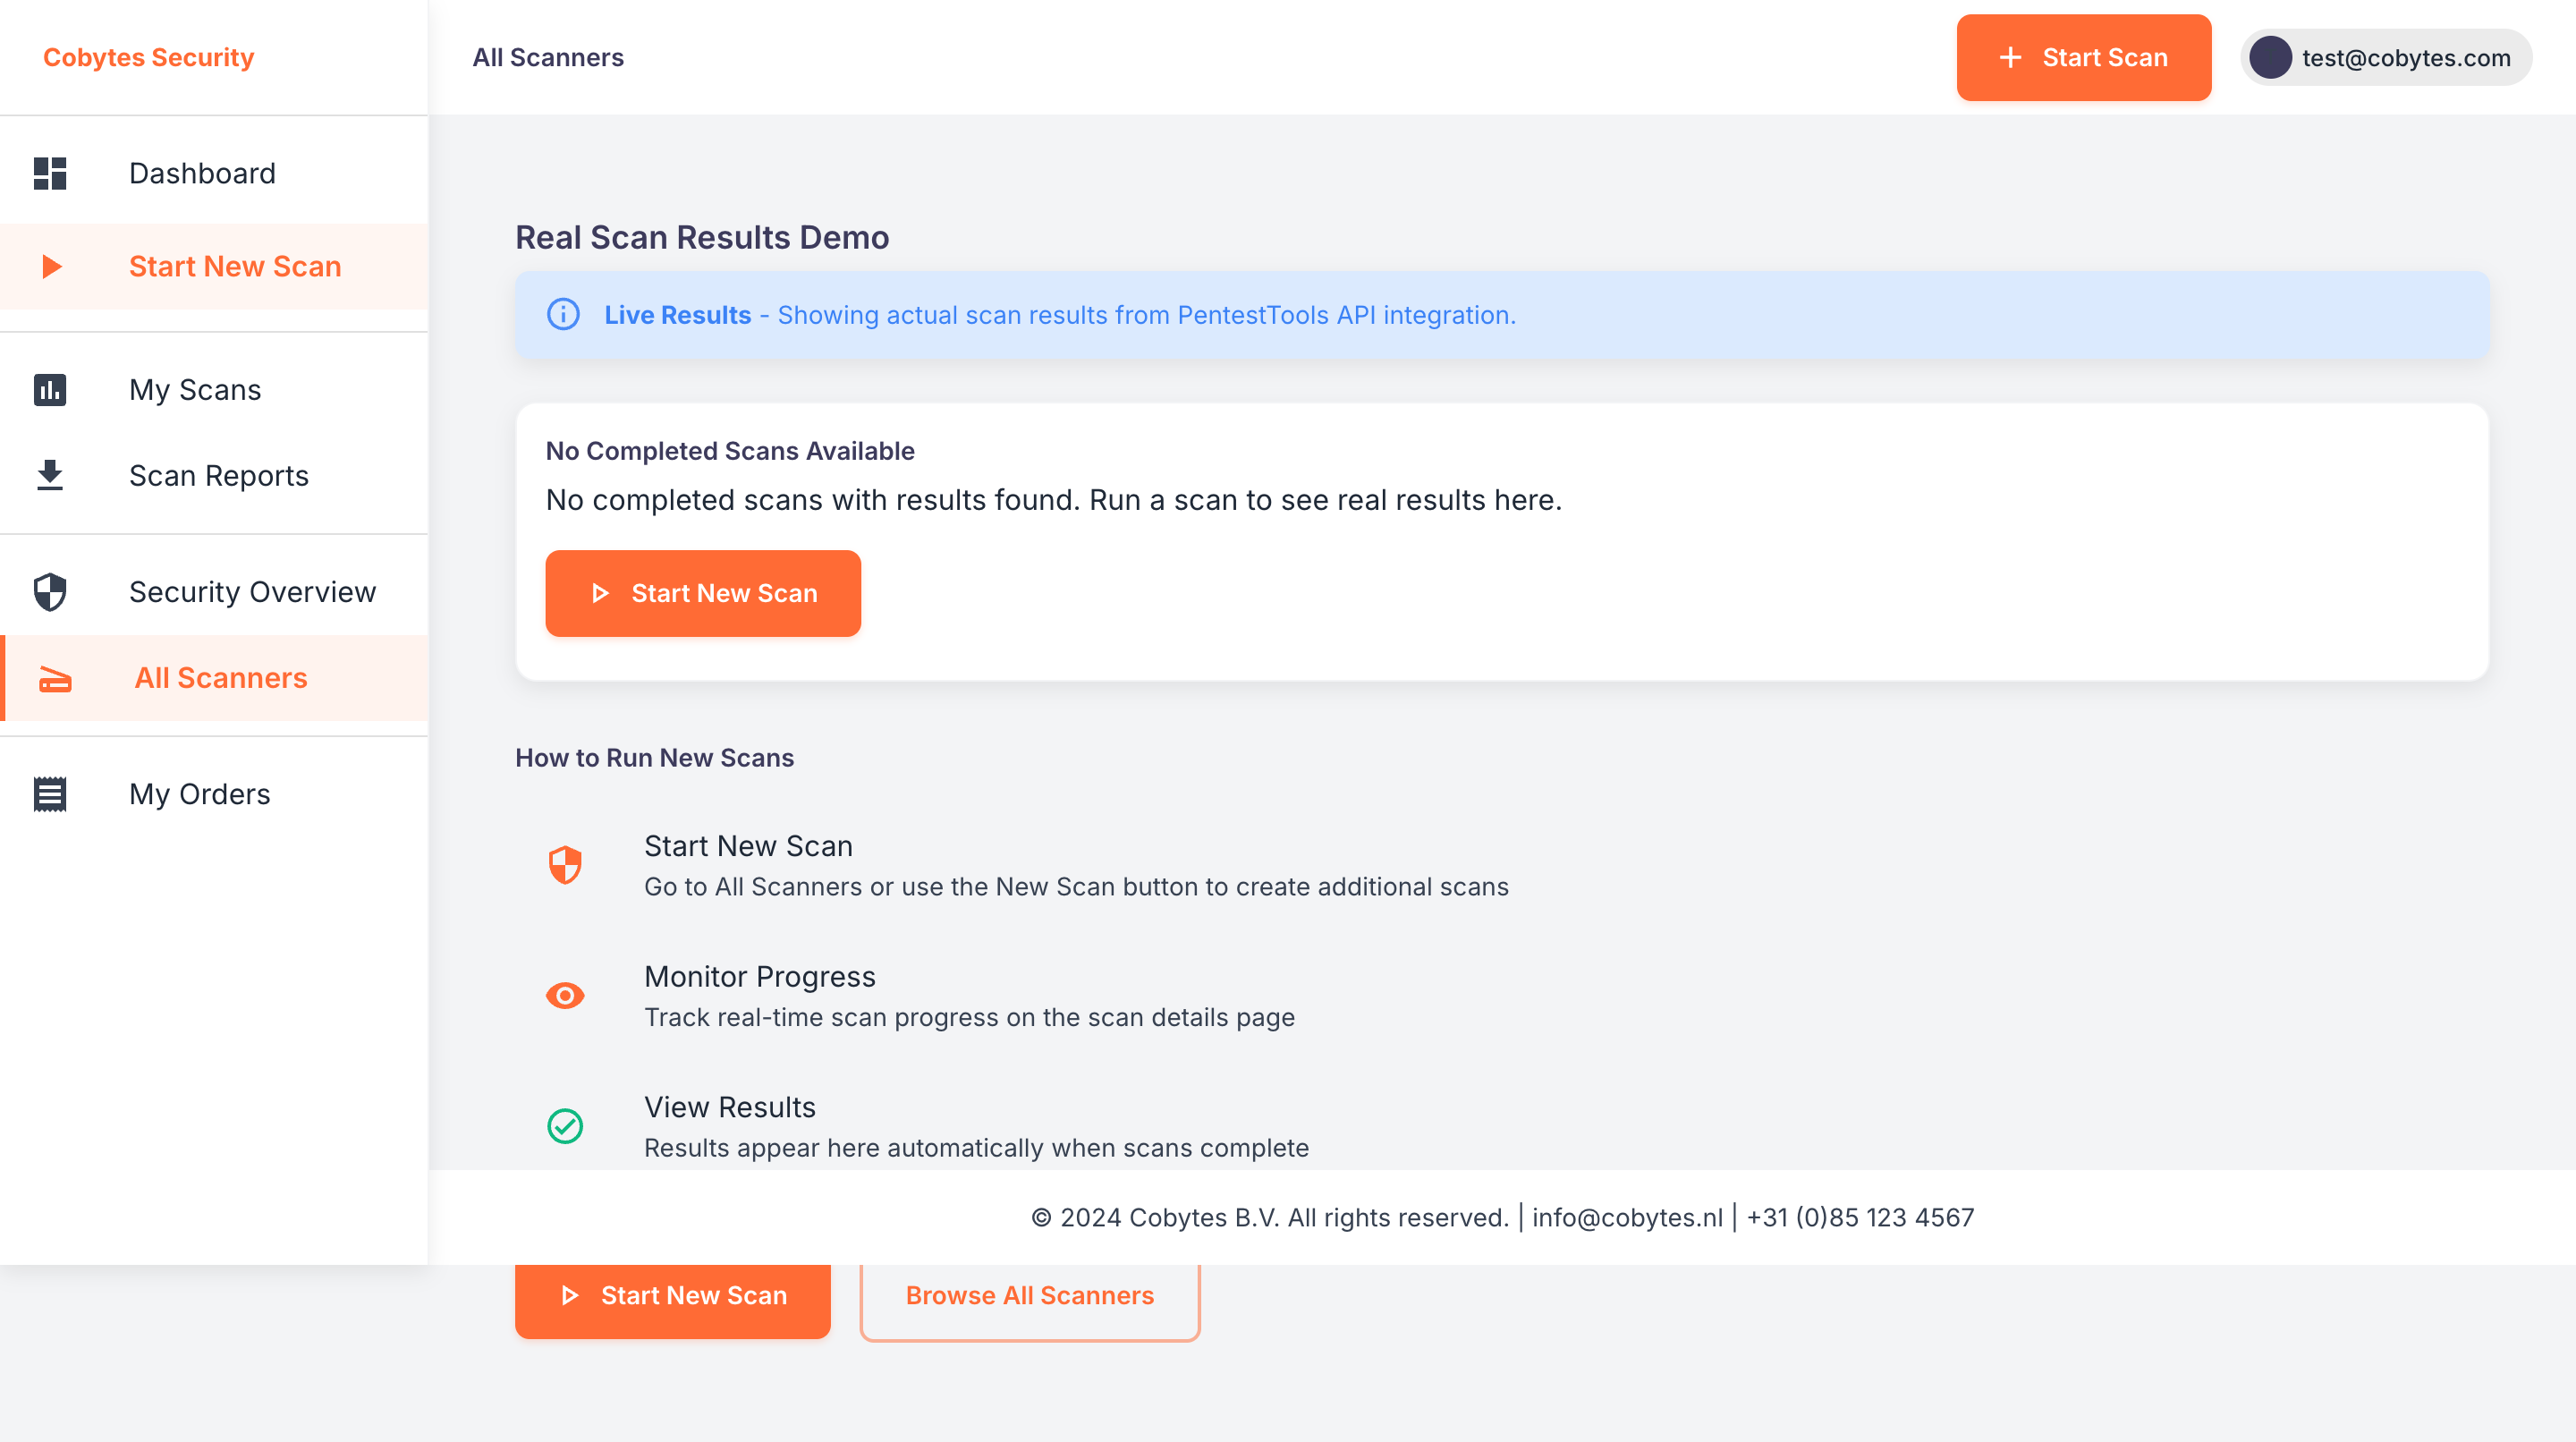 Cobytes Security
All Scanners
Start Scan
test@cobytes.com
Dashboard
Start New Scan
My Scans
Scan Reports
Security Overview
All Scanners
My Orders
Real Scan Results Demo
Live Results - Showing actual scan results from PentestTools API integration.
No Completed Scans Available
No completed scans with results found. Run a scan to see real results here.
Start New Scan
How to Run New Scans
Start New Scan
Go to All Scanners or use the New Scan button to create additional scans
Monitor Progress
Track real-time scan progress on the scan details page
View Results
Results appear here automatically when scans complete
© 2024 Cobytes B.V. All rights reserved. | info@cobytes.nl | +31 (0)85 123 4567
Start New Scan
Browse All Scanners